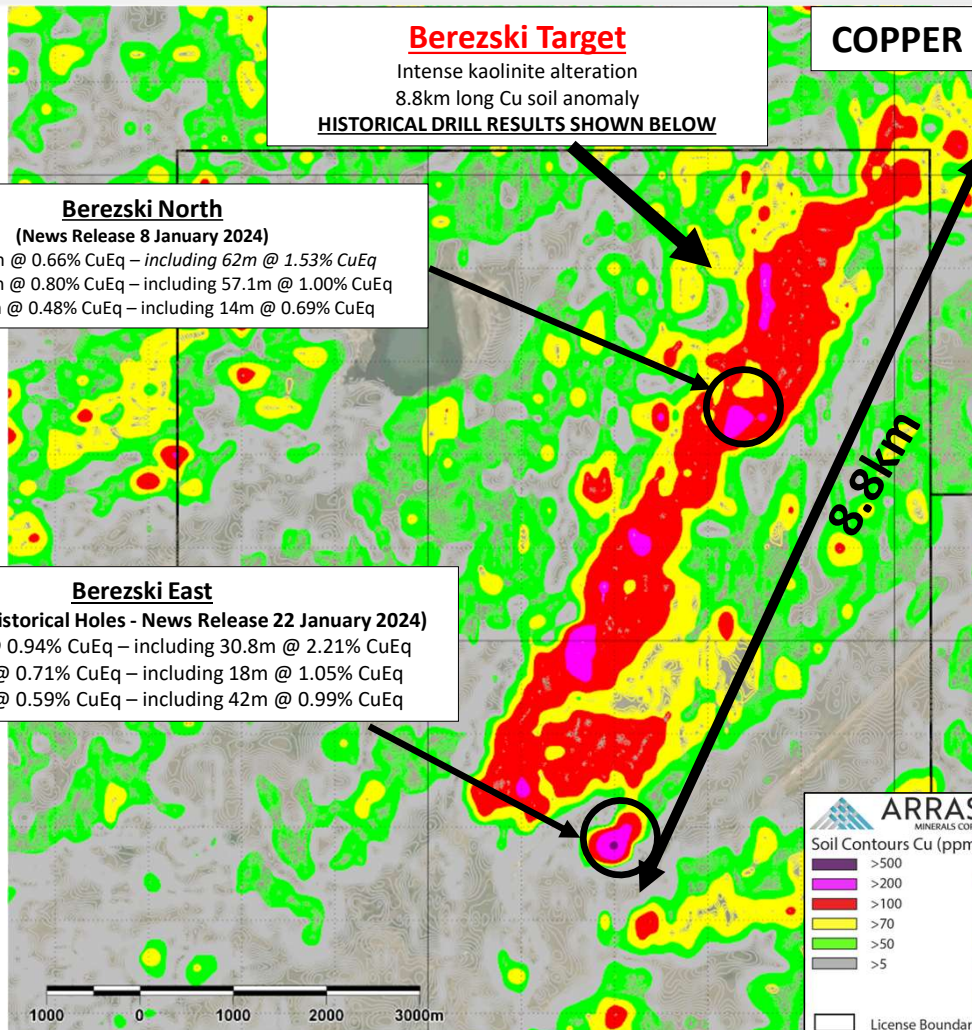 Berezski Target
Intense kaolinite alteration
8.8km long Cu soil anomaly
HISTORICAL DRILL RESULTS SHOWN BELOW
COPPER
Berezski North
(News Release 8 January 2024)
@ 0.66% CuEq – including 62m @ 1.53% CuEq
@ 0.80% CuEq – including 57.1m @ 1.00% CuEq
@ 0.48% CuEq – including 14m @ 0.69% CuEq
8.8km
Berezski East
Holes - News Release 22 January 2024)
0.94% CuEq – including 30.8m @ 2.21% CuEq
@ 0.71% CuEq – including 18m @ 1.05% CuEq
@ 0.59% CuEq – including 42m @ 0.99% CuEq
ARRAS
MINERALS
Soil Contours Cu (ppm
>500
>200
>100
>70
>50
>5
License
1000 0 1000 2000 3000m